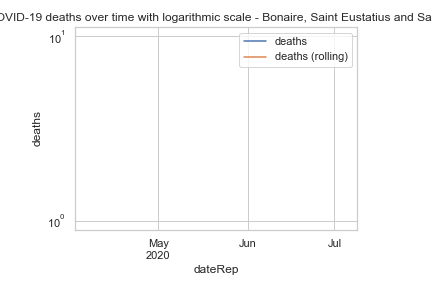 OVID-19 deaths over time with logarithmic scale - Bonaire, Saint Eustatius and Sa
10¹
deaths
deaths (rolling)
deaths
10⁰
May
2020
Jun
Jul
dateRep